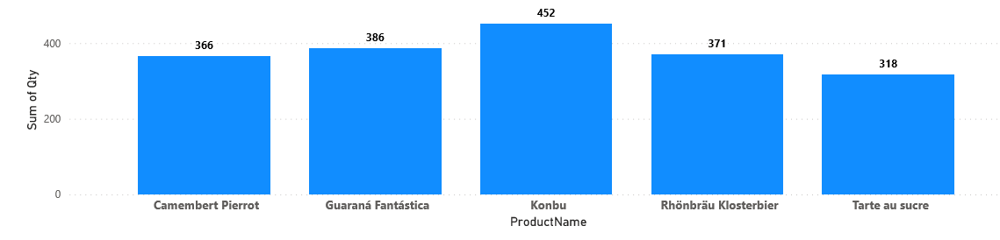 452
386
371
366
318
400
200
0
Sum of Qty
Camembert Pierrot Guaraná Fantástica Konbu Rhönbräu Klosterbier Tarte au sucre
ProductName